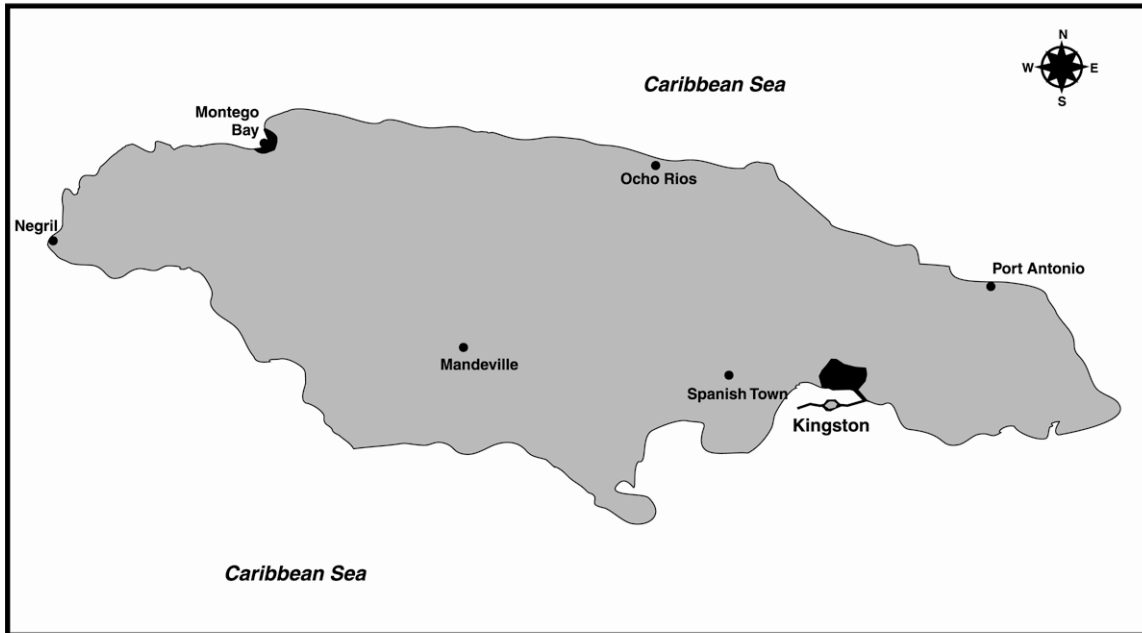 N
W E
S
Caribbean Sea
Montego
Bay
Ocho Rios
Negril
Port Antonio
Mandeville
Spanish Town
Kingston
Caribbean Sea